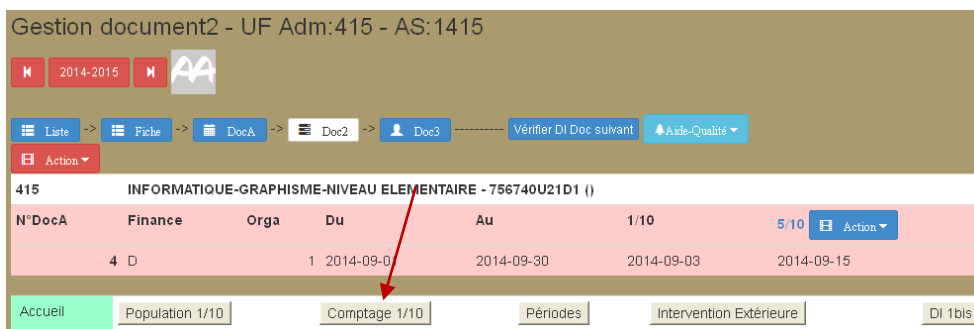 Gestion document2 - UF Adm:415 - AS:1415
2014-2015 AA
Liste -> Fiche -> DocA -> Doc2 -> Doc3 ---------- Vérifier DI Doc suivant Aide-Qualité
Action
415 INFORMATIQUE-GRAPHISME-NIVEAU ELEMENTAIRE - 756740U21D1 ()
N°DocA Finance Orga Du Au 1/10 5/10 Action
4 D 1 2014-09-01 2014-09-30 2014-09-03 2014-09-15
Accueil Population 1/10 Comptage 1/10 Périodes Intervention Extérieure DI 1bis